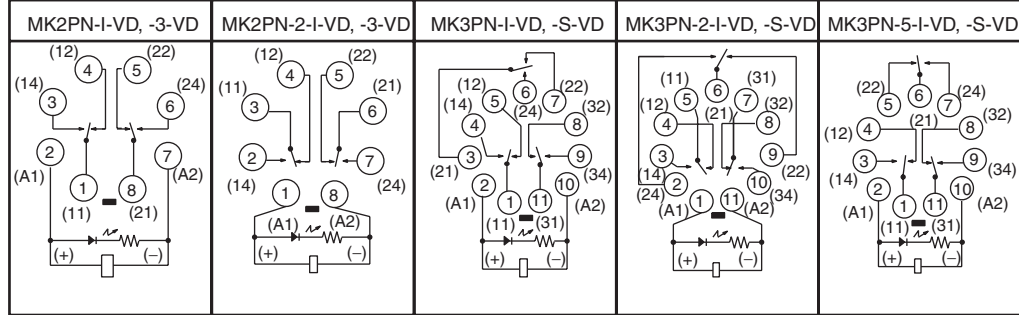 MK2PN-I-VD, -3-VD MK2PN-2-I-VD, -3-VD MK3PN-I-VD, -S-VD MK3PN-2-I-VD, -S-VD MK3PN-5-I-VD, -S-VD
(12) (22)
4 5
(14) (24)
3 6
2 7
(A1) (A2)
1 8
(11) (21)
(+) (−)
(12) (22)
4 5
(11) (21)
3 6
2 7
(14) (24)
1 8
(A1) (A2)
(+) (−)
(12) 6 7 (22)
5 (24)
(14) (32)
4 8
3 9
(21) (34)
2 10
(A1) 1 11 (A2)
(11) (31)
(+) (−)
(11) 6 (31)
5 7
(12) (21) (32)
4 8
3 9
(14) (22)
(24) 2 10 (34)
(A1) 1 11 (A2)
(+) (−)
(22) 5 6 7 (24)
(21)
(12) 4 8 (32)
3 9
(14) (34)
2 10
(A1) 1 11 (A2)
(11) (31)
(+) (−)